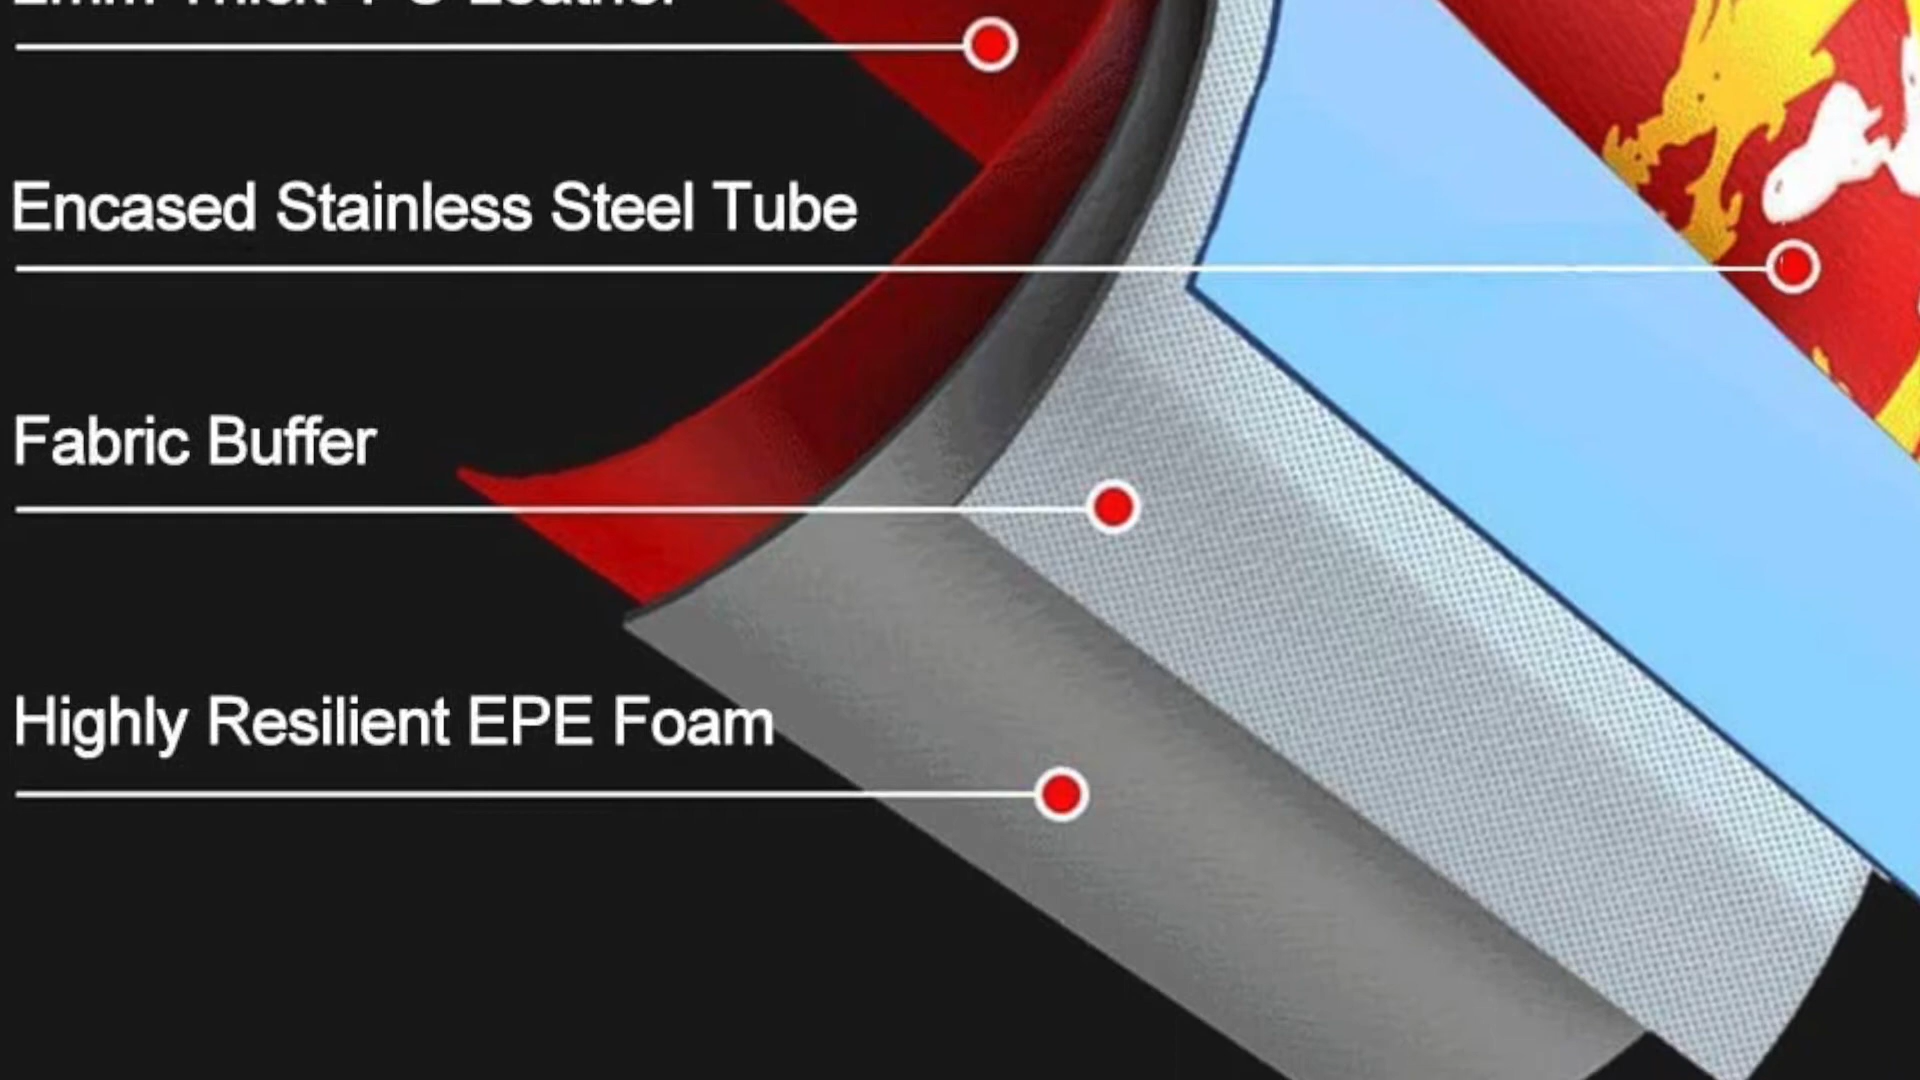 Encased Stainless Steel Tube
Fabric Buffer
Highly Resilient EPE Foam